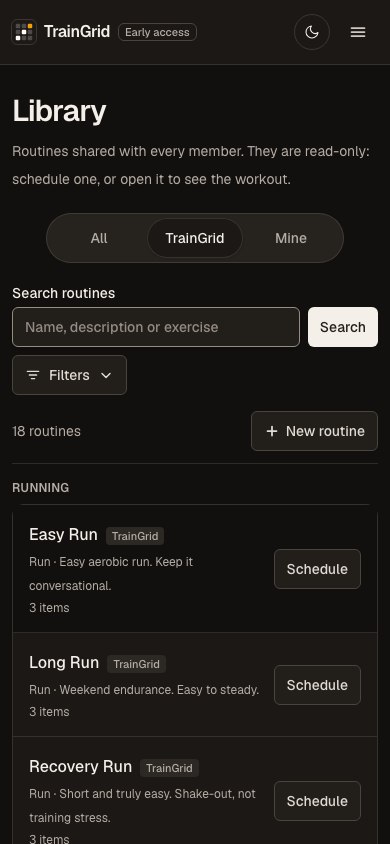 TrainGrid Early access
Library
Routines shared with every member. They are read-only:
schedule one, or open it to see the workout.
All TrainGrid Mine
Search routines
Name, description or exercise Search
Filters
18 routines New routine
RUNNING
Easy Run TrainGrid
Run · Easy aerobic run. Keep it
conversational.
3 items
Schedule
Long Run TrainGrid
Run · Weekend endurance. Easy to steady.
3 items
Schedule
Recovery Run TrainGrid
Run · Short and truly easy. Shake-out, not
training stress.
3 items
Schedule